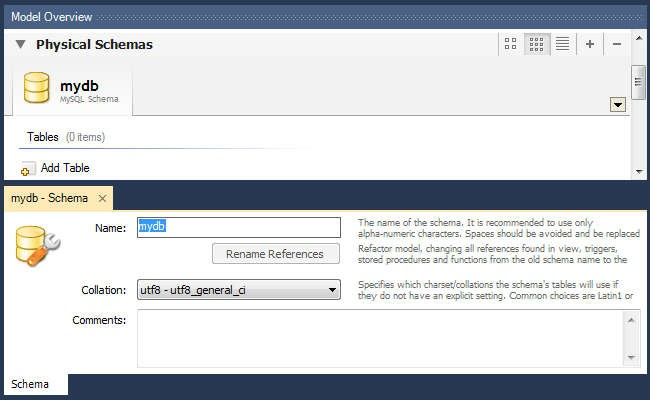 Model Overview
Physical Schemas
mydb
MySQL Schema
Tables (0 items)
Add Table
mydb - Schema
Name: mydb
The name of the schema. It is recommended to use only
alpha-numeric characters. Spaces should be avoided and be replaced
Rename References
Refactor model, changing all references found in view, triggers,
stored procedures and functions from the old schema name to the
Collation: utf8 - utf8_general_ci
Specifies which charset/collations the schema's tables will use if
they do not have an explicit setting. Common choices are Latin1 or
Comments:
Schema